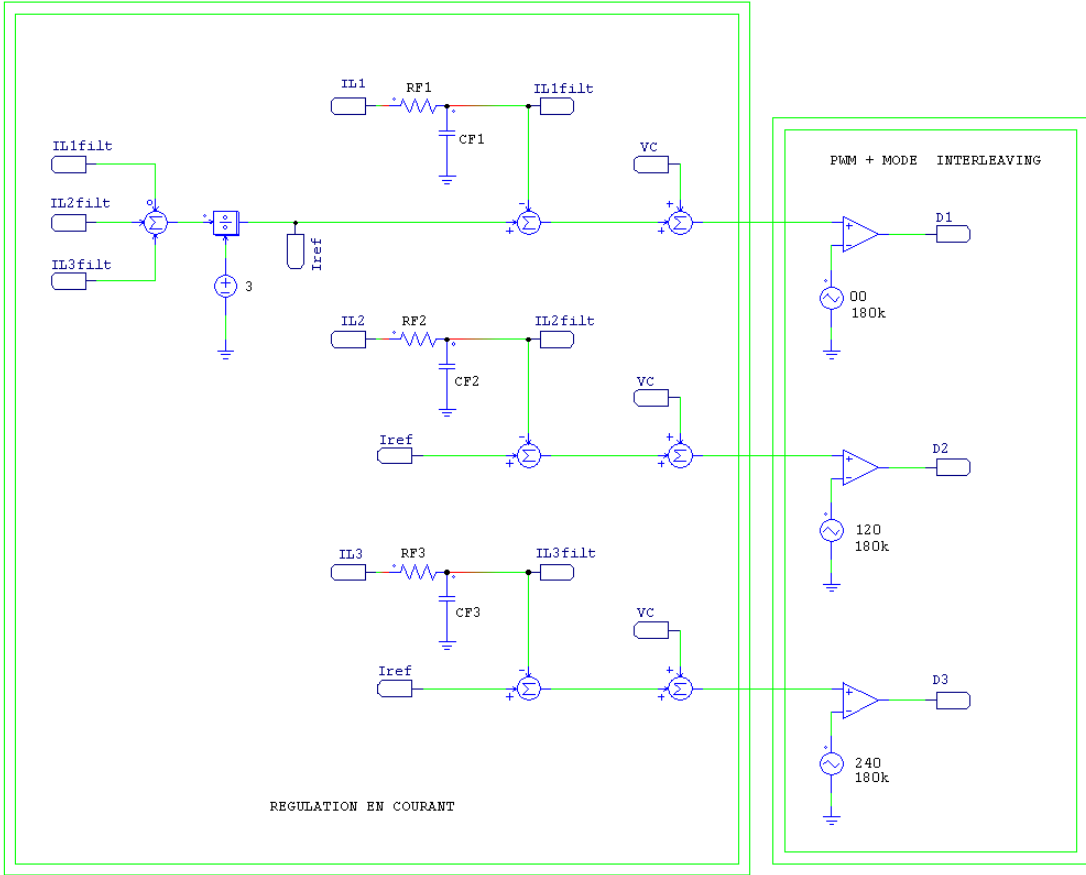 IL1
RF1
IL1filt
CF1
IL1filt
IL2filt
IL3filt
3
Iref
VC
PWM + MODE INTERLEAVING
D1
00
180k
IL2
RF2
IL2filt
CF2
VC
Iref
D2
120
180k
IL3
RF3
IL3filt
CF3
VC
Iref
D3
240
180k
REGULATION EN COURANT